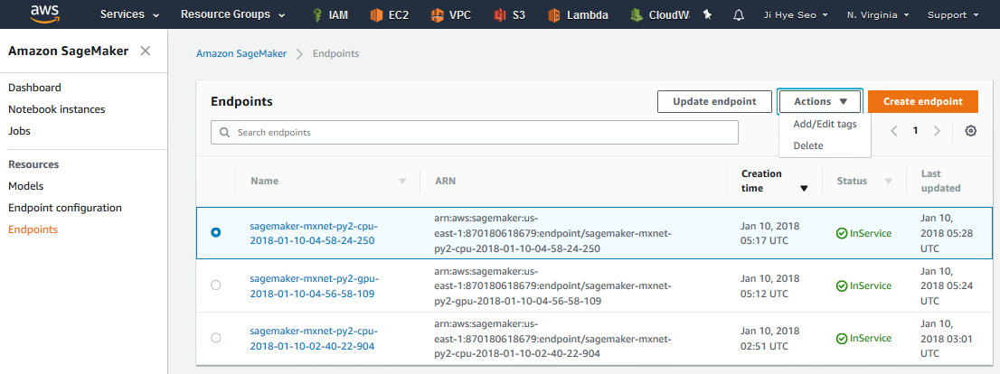 aws Services Resource Groups IAM EC2 VPC S3 Lambda CloudWa Ji Hye Seo N. Virginia Support
Amazon SageMaker
Dashboard
Notebook instances
Jobs
Resources
Models
Endpoint configuration
Endpoints
Amazon SageMaker > Endpoints
Endpoints Update endpoint Actions Create endpoint
Add/Edit tags
Delete
Search endpoints
1
Name ARN Creation time Status Last updated
sagemaker-mxnet-py2-cpu-
2018-01-10-04-58-24-250
arn:aws:sagemaker:us-
east-1:870180618679:endpoint/sagemaker-mxnet-
py2-cpu-2018-01-10-04-58-24-250
Jan 10, 2018
05:17 UTC
InService
Jan 10,
2018 05:28
UTC
sagemaker-mxnet-py2-gpu-
2018-01-10-04-56-58-109
arn:aws:sagemaker:us-
east-1:870180618679:endpoint/sagemaker-mxnet-
py2-gpu-2018-01-10-04-56-58-109
Jan 10, 2018
05:12 UTC
InService
Jan 10,
2018 05:24
UTC
sagemaker-mxnet-py2-cpu-
2018-01-10-02-40-22-904
arn:aws:sagemaker:us-
east-1:870180618679:endpoint/sagemaker-mxnet-
py2-cpu-2018-01-10-02-40-22-904
Jan 10, 2018
02:51 UTC
InService
Jan 10,
2018 03:01
UTC